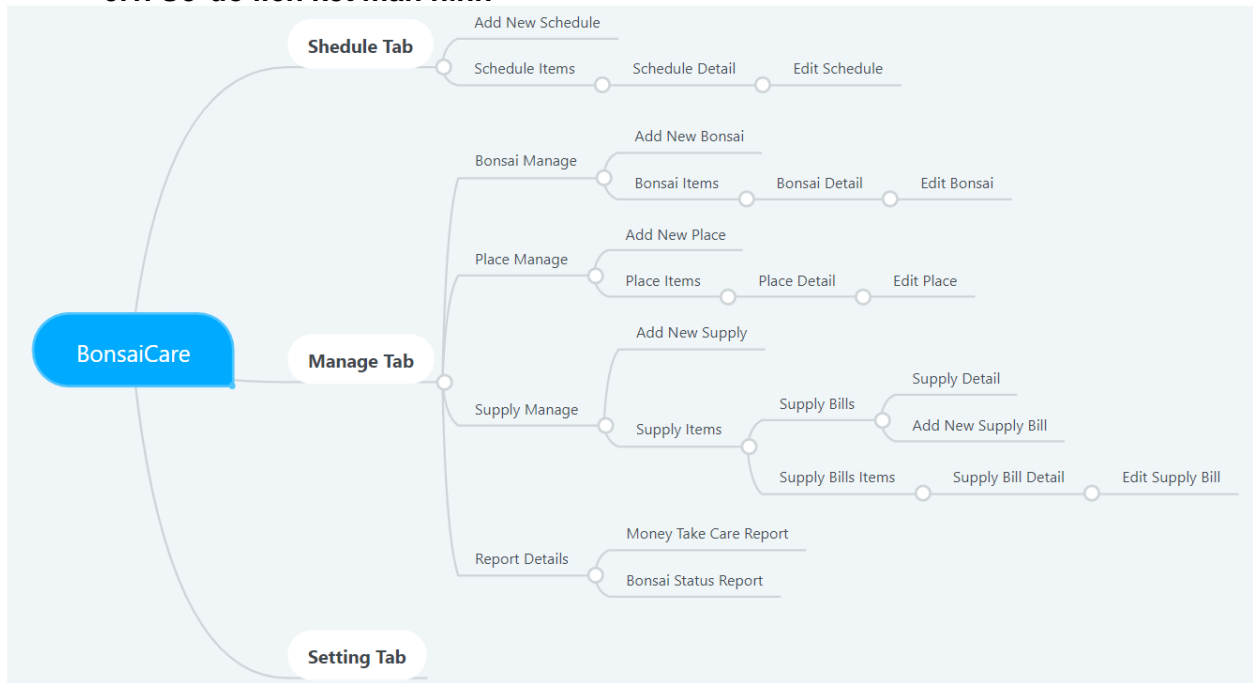 Add New Schedule
Shedule Tab
Schedule Items
Schedule Detail
Edit Schedule
Add New Bonsai
Bonsai Manage
Bonsai Items
Bonsai Detail
Edit Bonsai
Add New Place
Place Manage
Place Items
Place Detail
Edit Place
Add New Supply
BonsaiCare
Manage Tab
Supply Detail
Supply Manage
Supply Bills
Supply Items
Add New Supply Bill
Supply Bills Items
Supply Bill Detail
Edit Supply Bill
Money Take Care Report
Report Details
Bonsai Status Report
Setting Tab